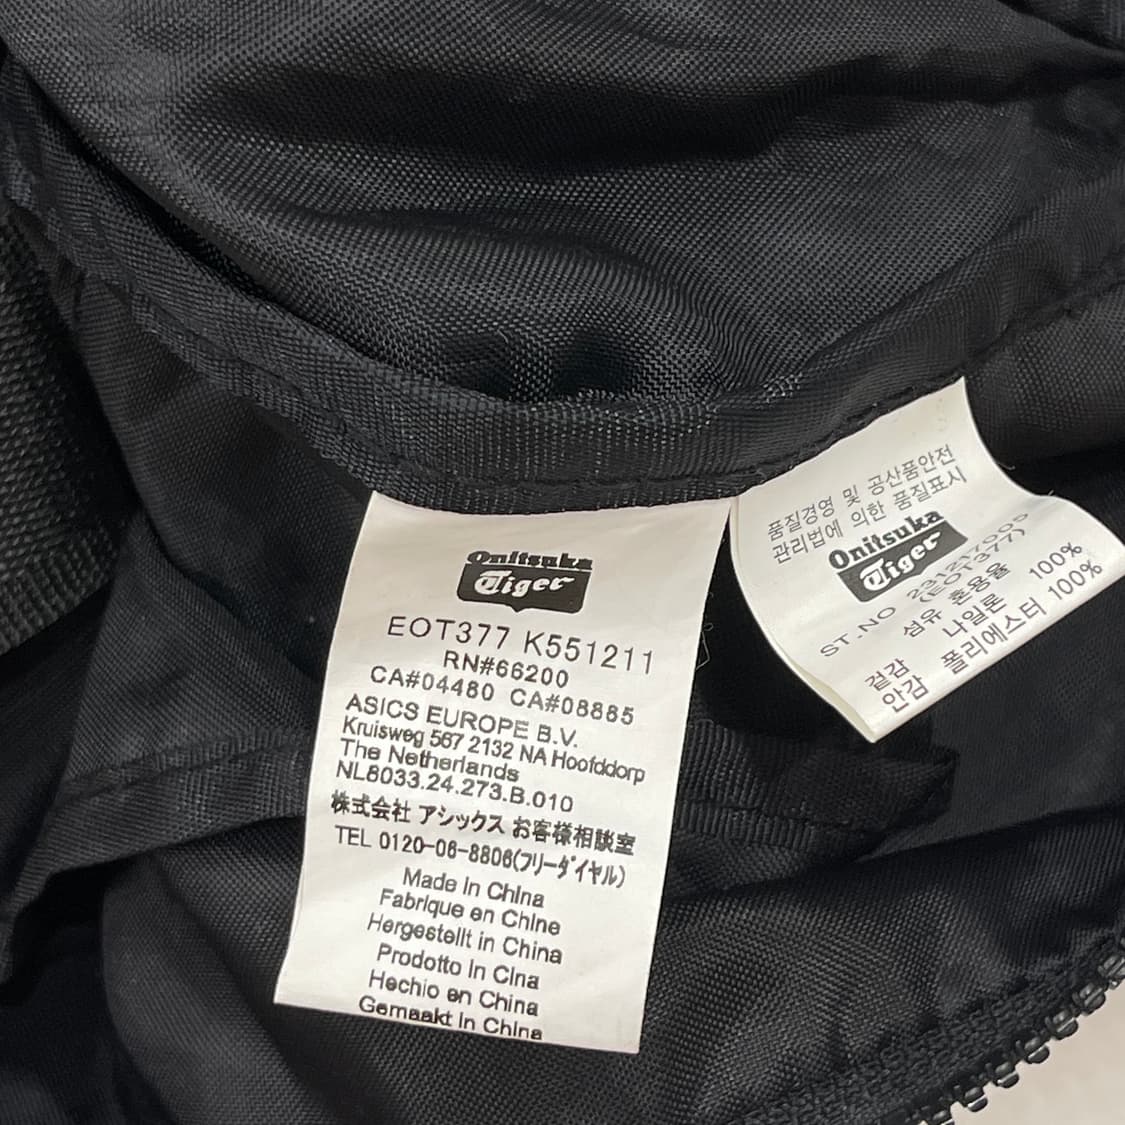 Onitsuka
Tiger
EOT377 K551211
RN#66200
CA#04480 CA#08885
ASICS EUROPE B.V.
Kruisweg 567 2132 NA Hoofddorp
The Netherlands
NL8033.24.273.B.010
株式会社 アシックス お客様相談室
TEL 0120-06-8806(フリーダイヤル)
Made in China
Fabrique en Chine
Hergestellt in China
Prodotto in Cina
Hechio en China
Gemaakt in China
품질경영 및 공산품안전
관리법에 의한 품질표시
Onitsuka
Tiger
ST.NO
(EOT377)
섬유 혼용율
겉감 나일론 100%
안감 폴리에스터 100%